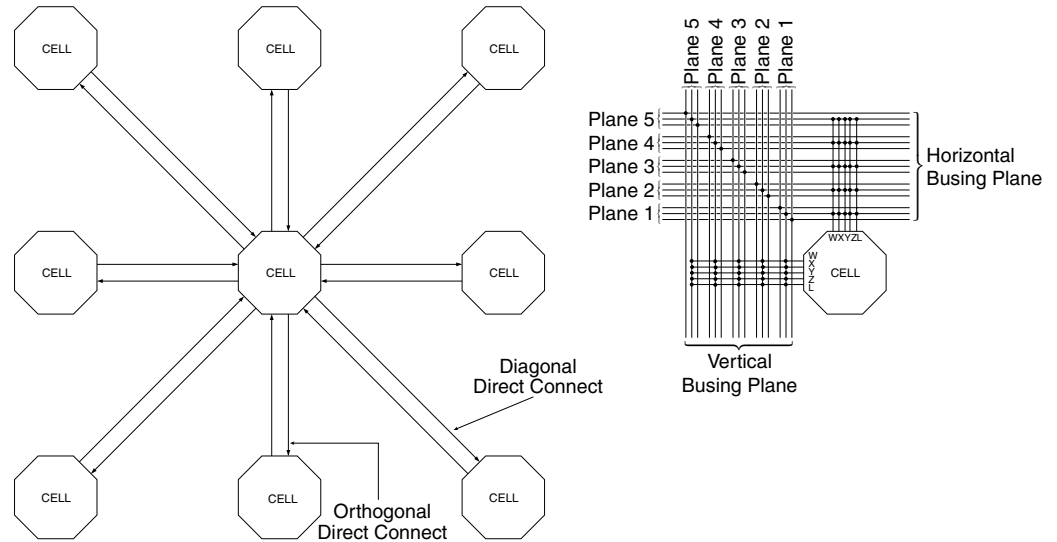 CELL
CELL
CELL
CELL
CELL
CELL
CELL
CELL
CELL
Diagonal
Direct Connect
Orthogonal
Direct Connect
Plane 5
Plane 4
Plane 3
Plane 2
Plane 1
Plane 5
Plane 4
Plane 3
Plane 2
Plane 1
Horizontal
Busing Plane
WXYZL
W
X
Y
Z
L
CELL
Vertical
Busing Plane